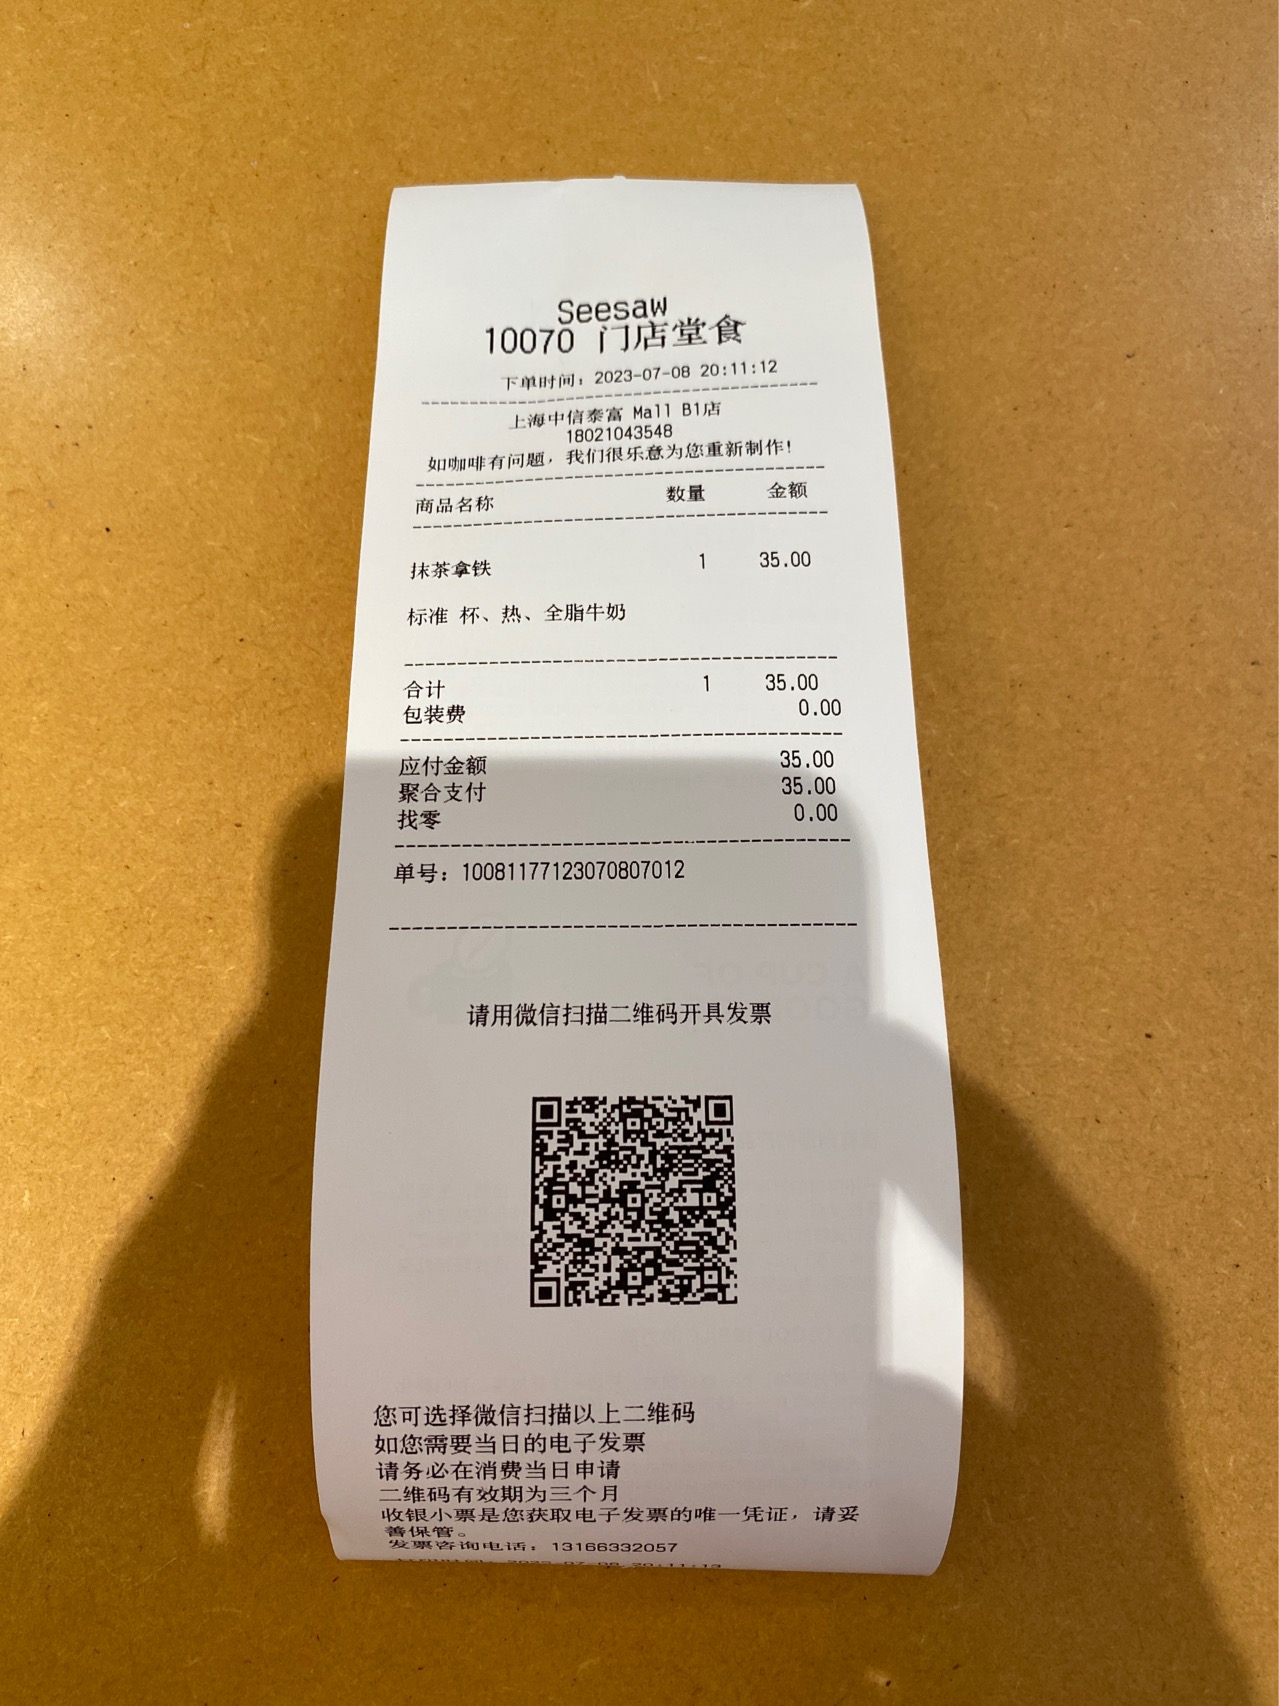 Seesaw
10070 门店堂食
下单时间：2023-07-08 20:11:12
上海中信泰富 Mall B1店
18021043548
如咖啡有问题，我们很乐意为您重新制作！
商品名称 数量 金额
抹茶拿铁 1 35.00
标准 杯、热、全脂牛奶
合计 1 35.00
包装费 0.00
应付金额 35.00
聚合支付 35.00
找零 0.00
单号：10081177123070807012
请用微信扫描二维码开具发票
您可选择微信扫描以上二维码
如您需要当日的电子发票
请务必在消费当日申请
二维码有效期为三个月
收银小票是您获取电子发票的唯一凭证，请妥
善保管。
发票咨询电话：13166332057